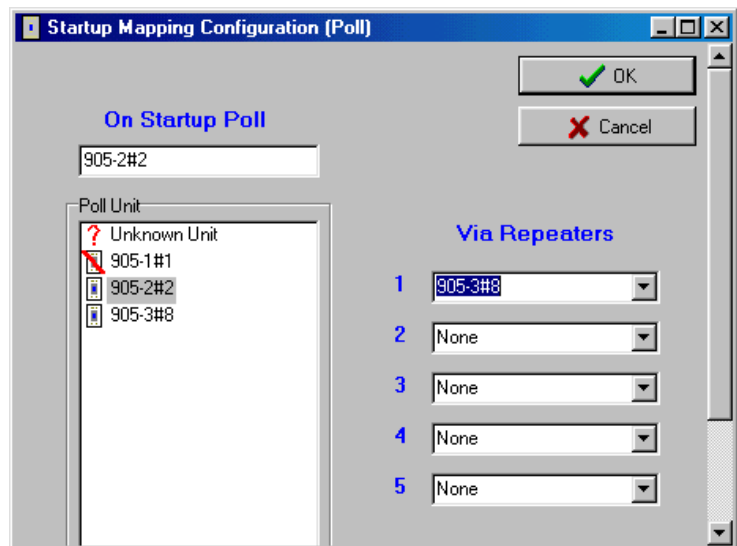 Startup Mapping Configuration (Poll)
OK
Cancel
On Startup Poll
905-2#2
Poll Unit
? Unknown Unit
905-1#1
905-2#2
905-3#8
Via Repeaters
1 905-3#8
2 None
3 None
4 None
5 None